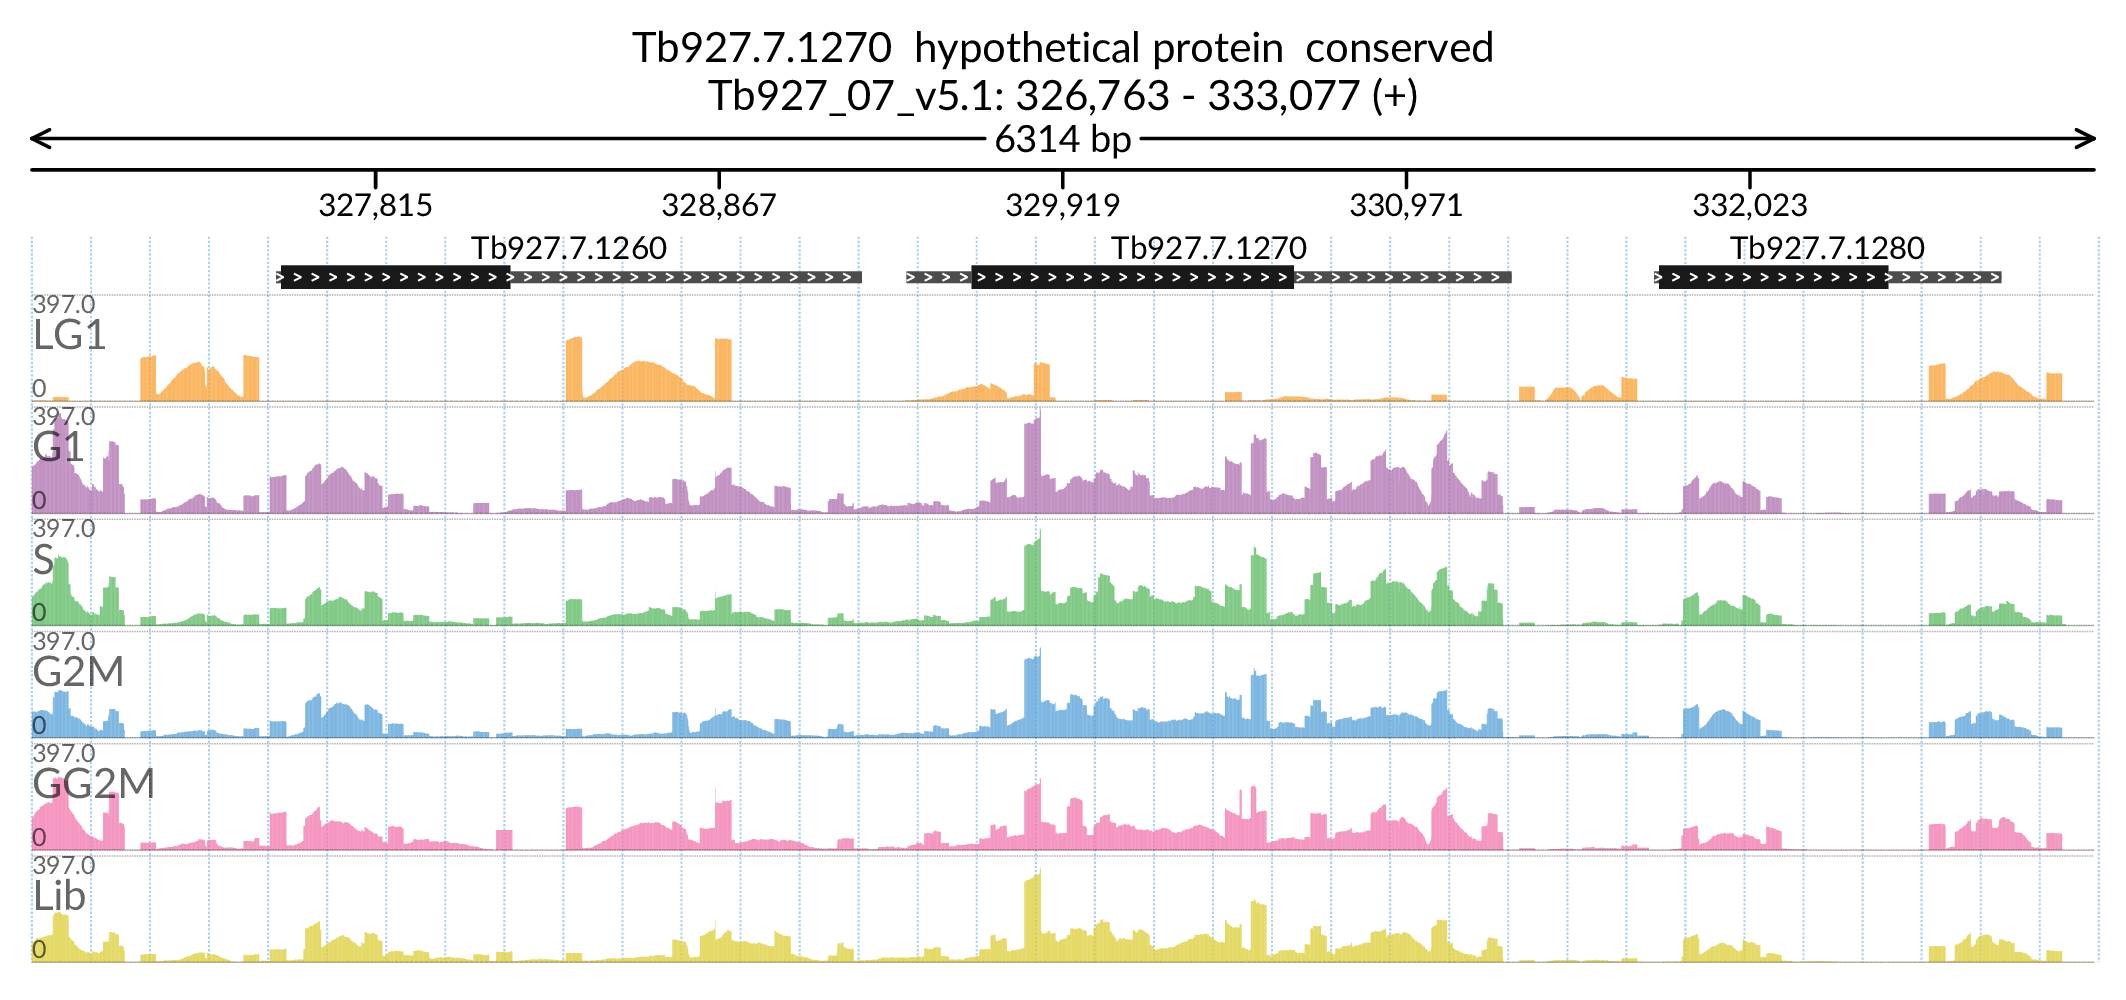 Tb927.7.1270  hypothetical protein  conserved
Tb927_07_v5.1: 326,763 - 333,077 (+)
6314 bp
327,815 328,867 329,919 330,971 332,023
Tb927.7.1260 Tb927.7.1270 Tb927.7.1280
397.0
LG1
0
397.0
G1
0
397.0
S
0
397.0
G2M
0
397.0
GG2M
0
397.0
Lib
0